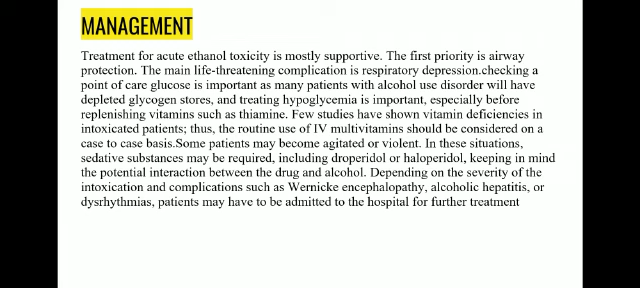 MANAGEMENT
Treatment for acute ethanol toxicity is mostly supportive. The first priority is airway
protection. The main life-threatening complication is respiratory depression.checking a
point of care glucose is important as many patients with alcohol use disorder will have
depleted glycogen stores, and treating hypoglycemia is important, especially before
replenishing vitamins such as thiamine. Few studies have shown vitamin deficiencies in
intoxicated patients; thus, the routine use of IV multivitamins should be considered on a
case to case basis.Some patients may become agitated or violent. In these situations,
sedative substances may be required, including droperidol or haloperidol, keeping in mind
the potential interaction between the drug and alcohol. Depending on the severity of the
intoxication and complications such as Wernicke encephalopathy, alcoholic hepatitis, or
dysrhythmias, patients may have to be admitted to the hospital for further treatment